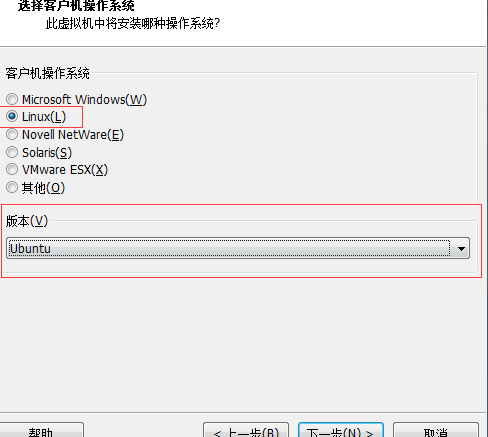 选择客户机操作系统
此虚拟机中将安装哪种操作系统?
客户机操作系统
Microsoft Windows(W)
Linux(L)
Novell NetWare(E)
Solaris(S)
VMware ESX(X)
其他(O)
版本(V)
Ubuntu
帮助
< 上一步(B)
下一步(N) >
取消